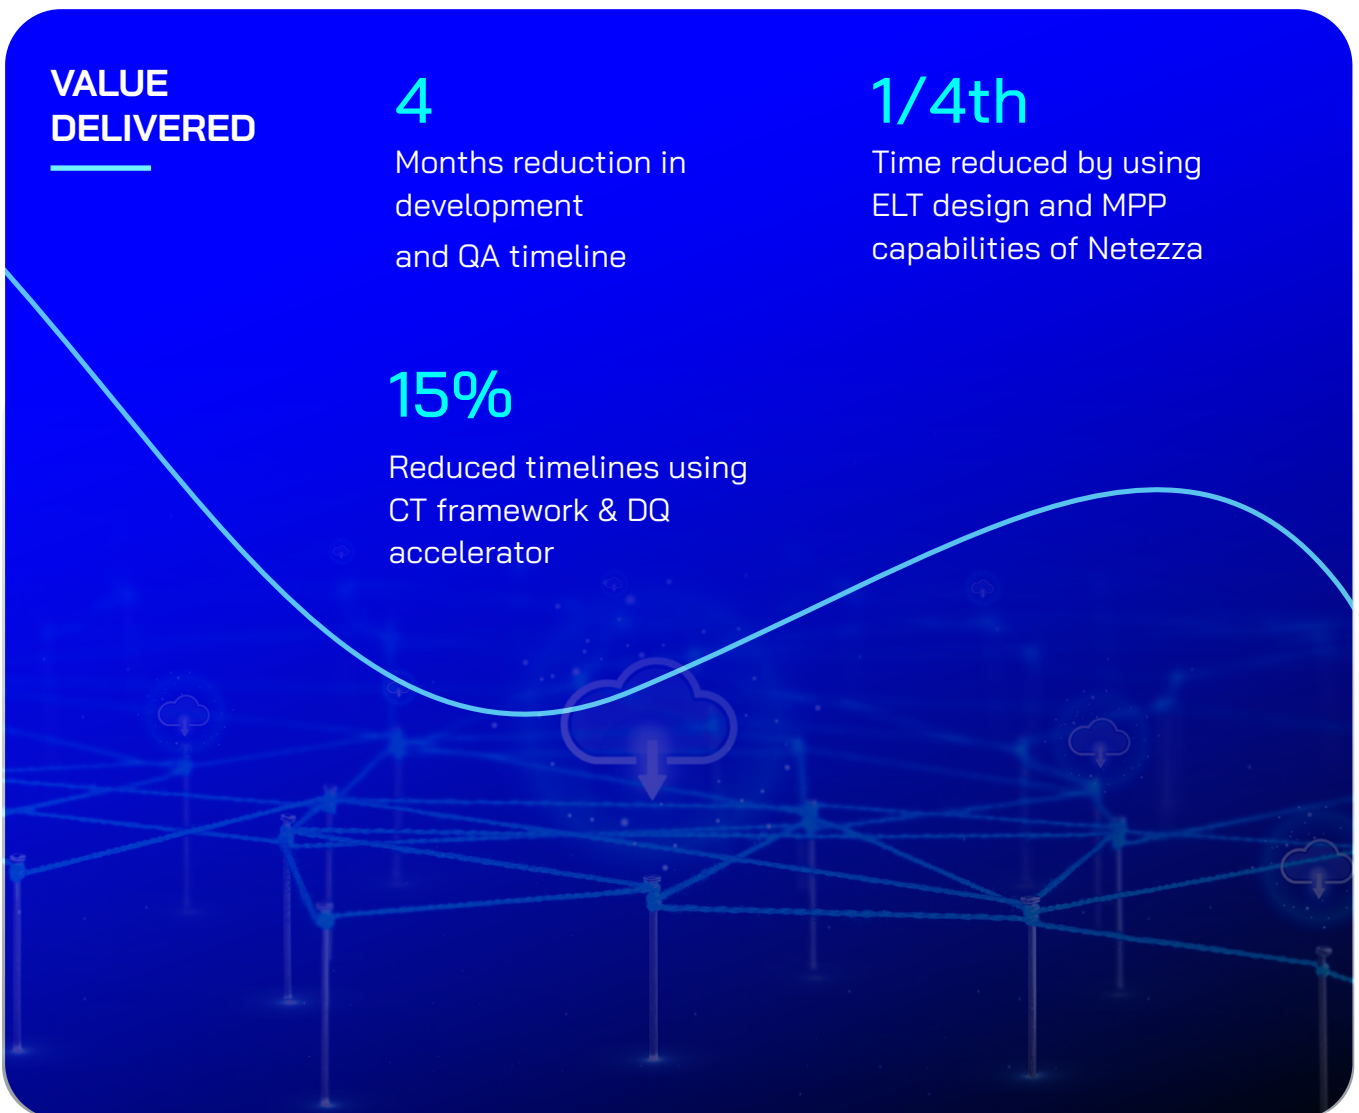 VALUE
DELIVERED
4
Months reduction in
development
and QA timeline
1/4th
Time reduced by using
ELT design and MPP
capabilities of Netezza
15%
Reduced timelines using
CT framework & DQ
accelerator